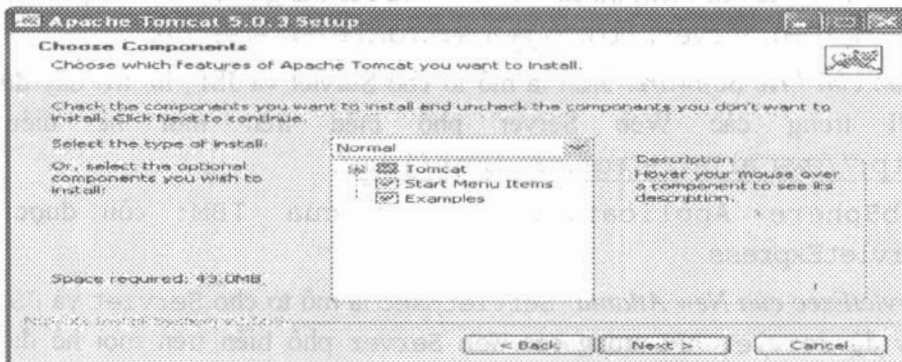 Apache Tomcat 5.0.3 Setup
Choose Components
Choose which features of Apache Tomcat you want to install.
Check the components you want to install and uncheck the components you don't want to
install. Click Next to continue.
Select the type of install:
Normal
Or, select the optional
components you wish to
install:
Tomcat
Start Menu Items
Examples
Description
Hover your mouse over
a component to see its
description.
Space required: 43.0MB
< Back
Next >
Cancel